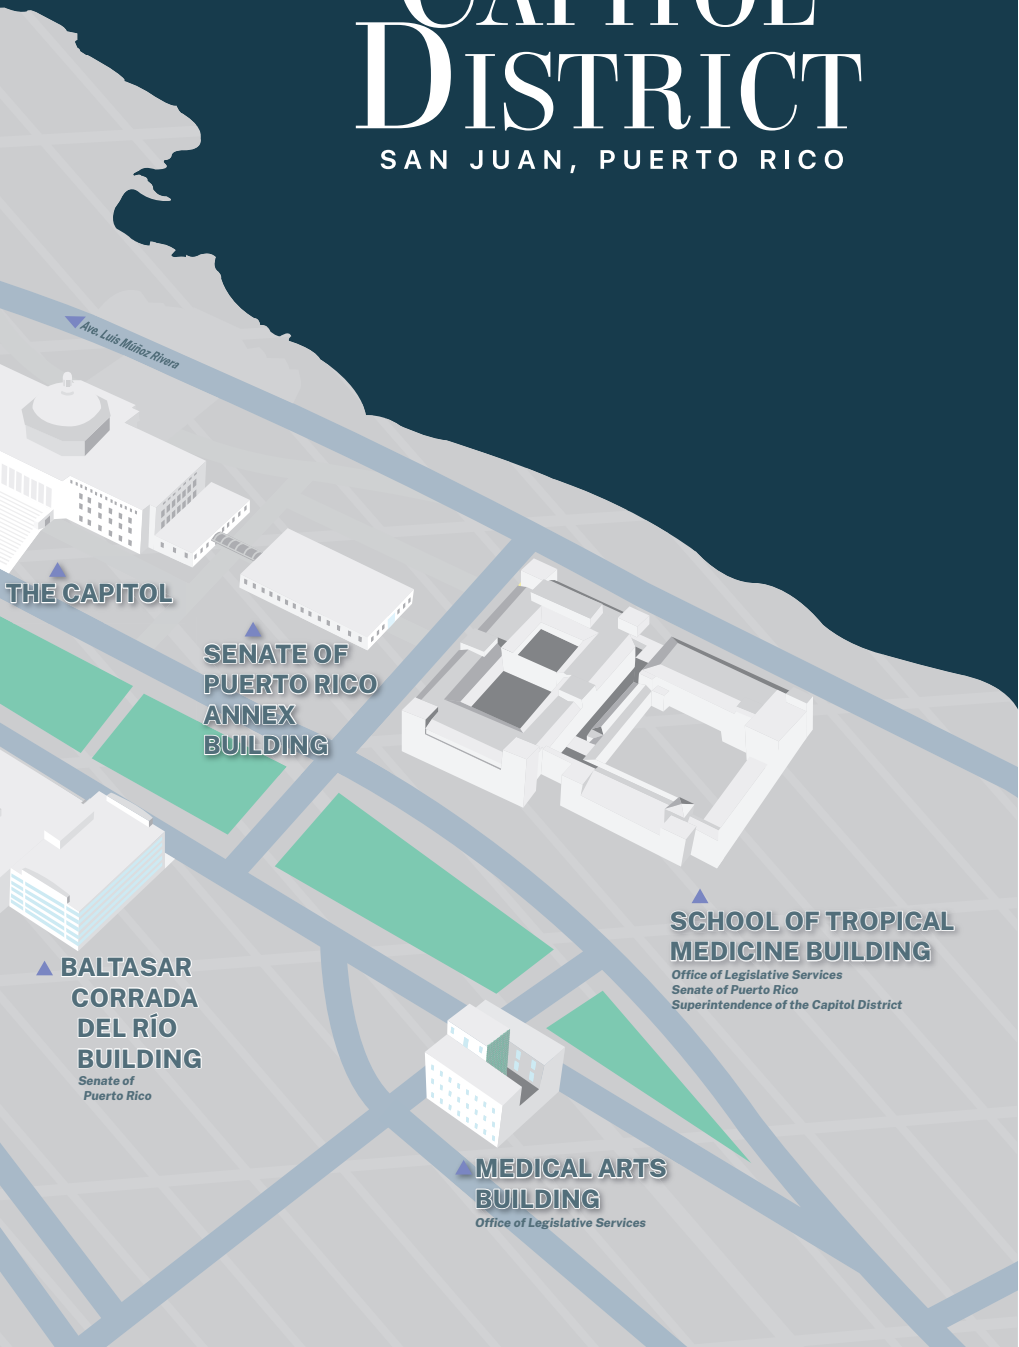 CAPITOL
DISTRICT
SAN JUAN, PUERTO RICO
Ave. Luis Múñoz Rivera
THE CAPITOL
SENATE OF
PUERTO RICO
ANNEX
BUILDING
SCHOOL OF TROPICAL
MEDICINE BUILDING
Office of Legislative Services
Senate of Puerto Rico
Superintendence of the Capitol District
BALTASAR
CORRADA
DEL RÍO
BUILDING
Senate of
Puerto Rico
MEDICAL ARTS
BUILDING
Office of Legislative Services